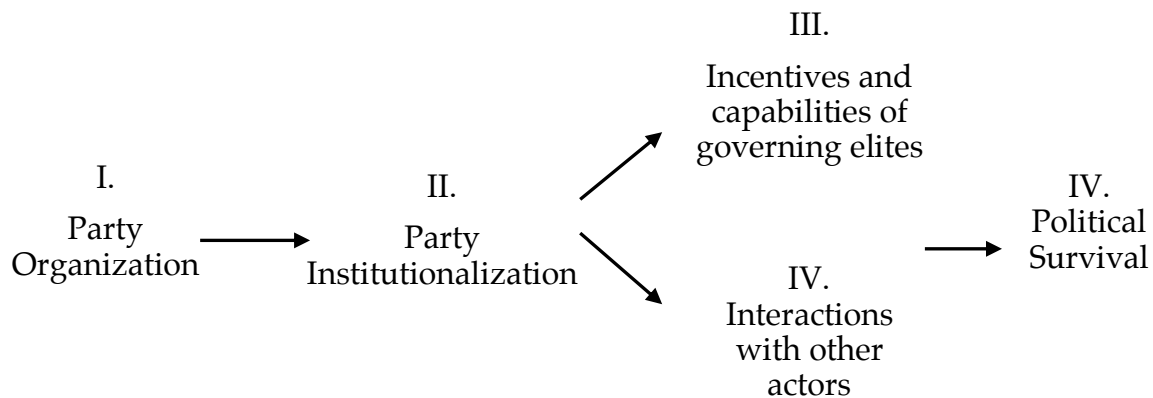 I.
Party
Organization
II.
Party
Institutionalization
III.
Incentives and
capabilities of
governing elites
IV.
Interactions
with other
actors
IV.
Political
Survival